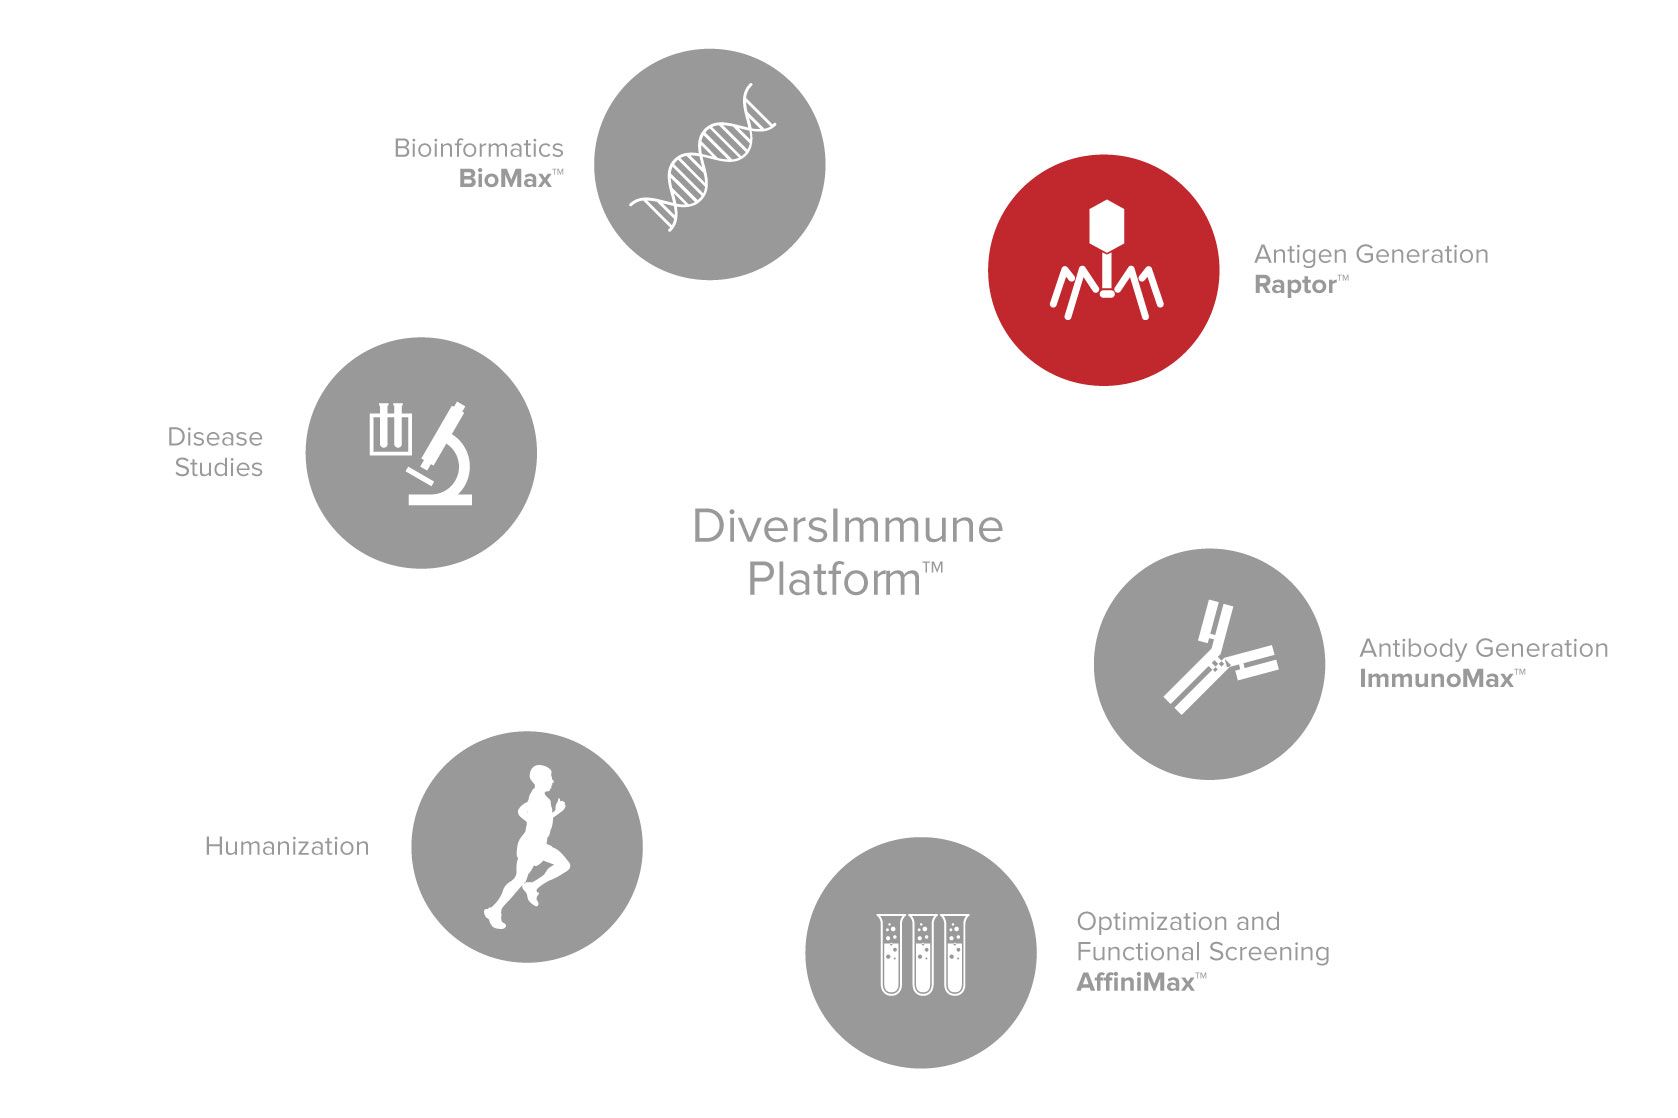 Bioinformatics
BioMax™
Antigen Generation
Raptor™
Disease
Studies
DiversImmune
Platform™
Antibody Generation
ImmunoMax™
Humanization
Optimization and
Functional Screening
AffiniMax™